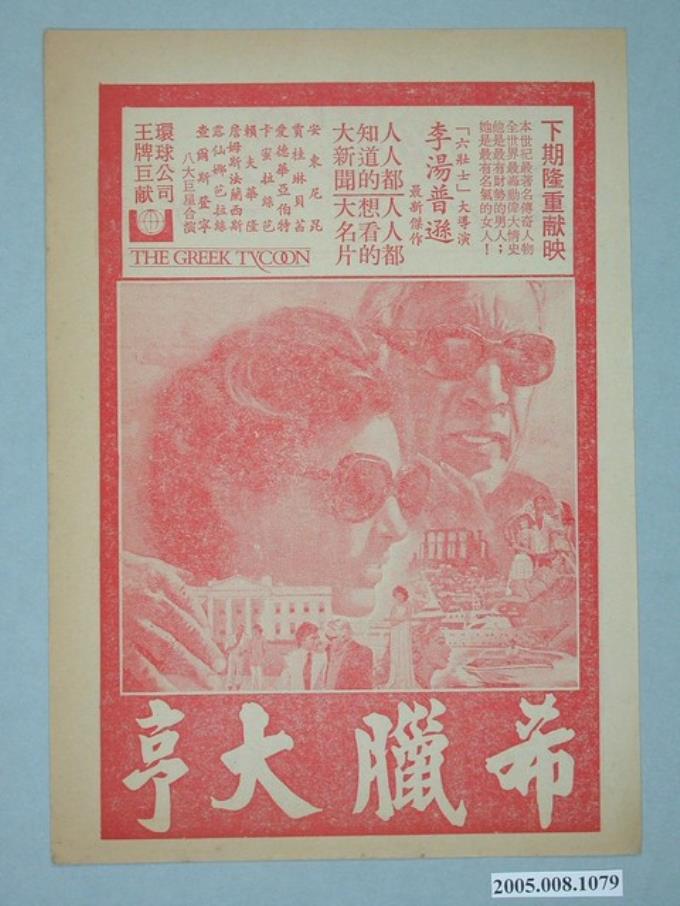 下期隆重獻映
本世紀最著名傳奇人物
全世界最轟動偉大情史
他是最有財勢的男人；
她是最有名氣的女人！
「六壯士」大導演
李湯普遜
最新傑作
人人都人人都
知道的想看的
大新聞大名片
安東尼昆
賈桂琳貝茜
愛德華亞伯特
卡蜜拉絲芭
賴夫華隆
詹姆斯法蘭西斯
露仙娜芭拉絲
查爾斯登寧
八大巨星合演
環球公司
王牌巨獻
THE GREEK TYCOON
希臘大亨
2005.008.1079